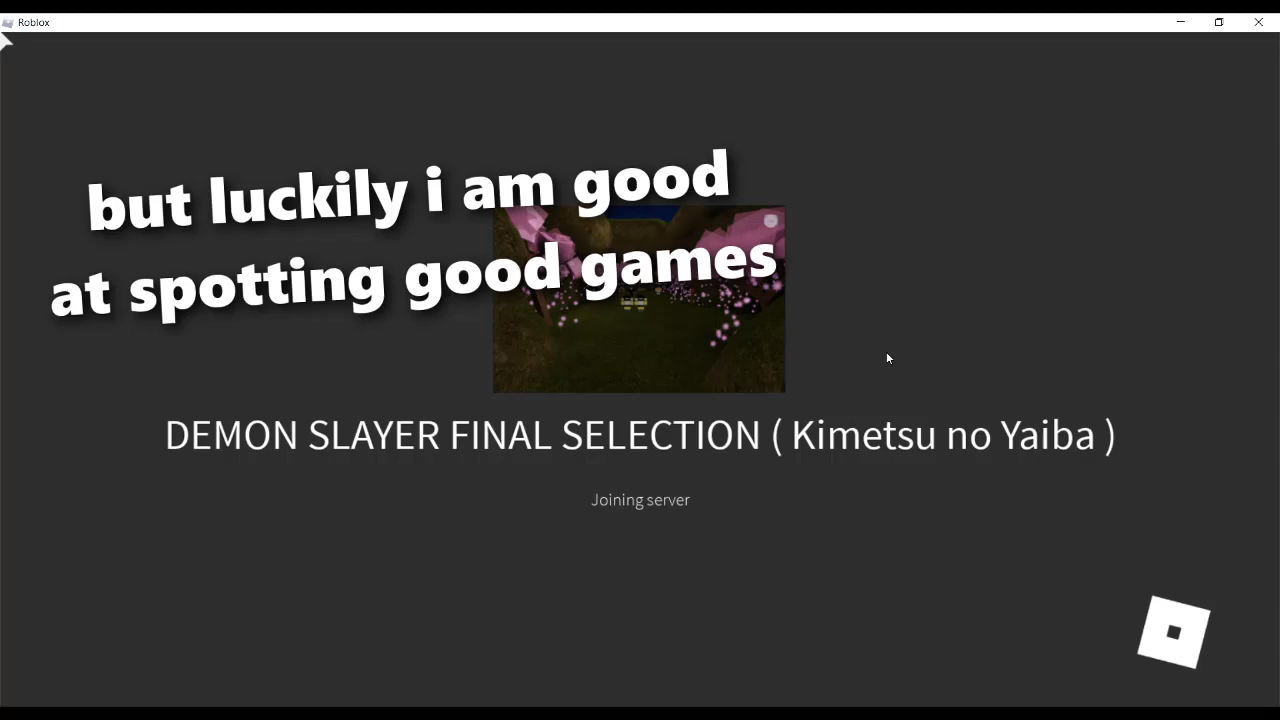 Roblox
but luckily i am good
at spotting good games
DEMON SLAYER FINAL SELECTION ( Kimetsu no Yaiba )
Joining server